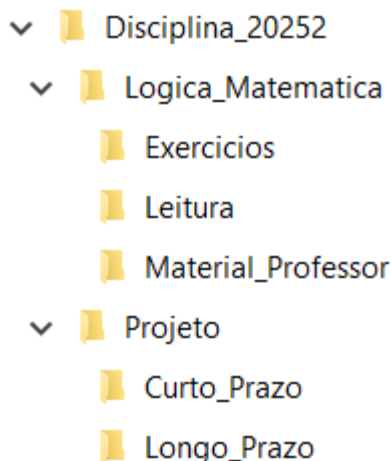 Disciplina_20252
Logica_Matematica
Exercicios
Leitura
Material_Professor
Projeto
Curto_Prazo
Longo_Prazo